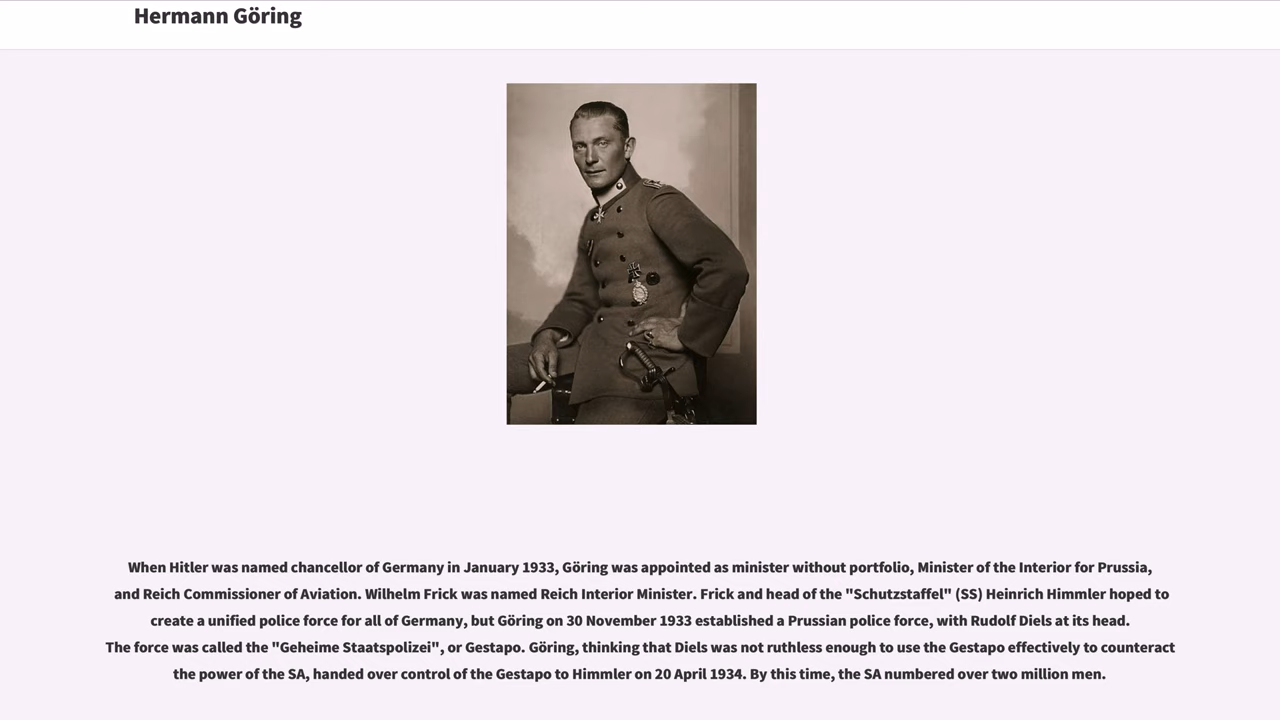 Hermann Göring
When Hitler was named chancellor of Germany in January 1933, Göring was appointed as minister without portfolio, Minister of the Interior for Prussia,
and Reich Commissioner of Aviation. Wilhelm Frick was named Reich Interior Minister. Frick and head of the "Schutzstaffel" (SS) Heinrich Himmler hoped to
create a unified police force for all of Germany, but Göring on 30 November 1933 established a Prussian police force, with Rudolf Diels at its head.
The force was called the "Geheime Staatspolizei", or Gestapo. Göring, thinking that Diels was not ruthless enough to use the Gestapo effectively to counteract
the power of the SA, handed over control of the Gestapo to Himmler on 20 April 1934. By this time, the SA numbered over two million men.